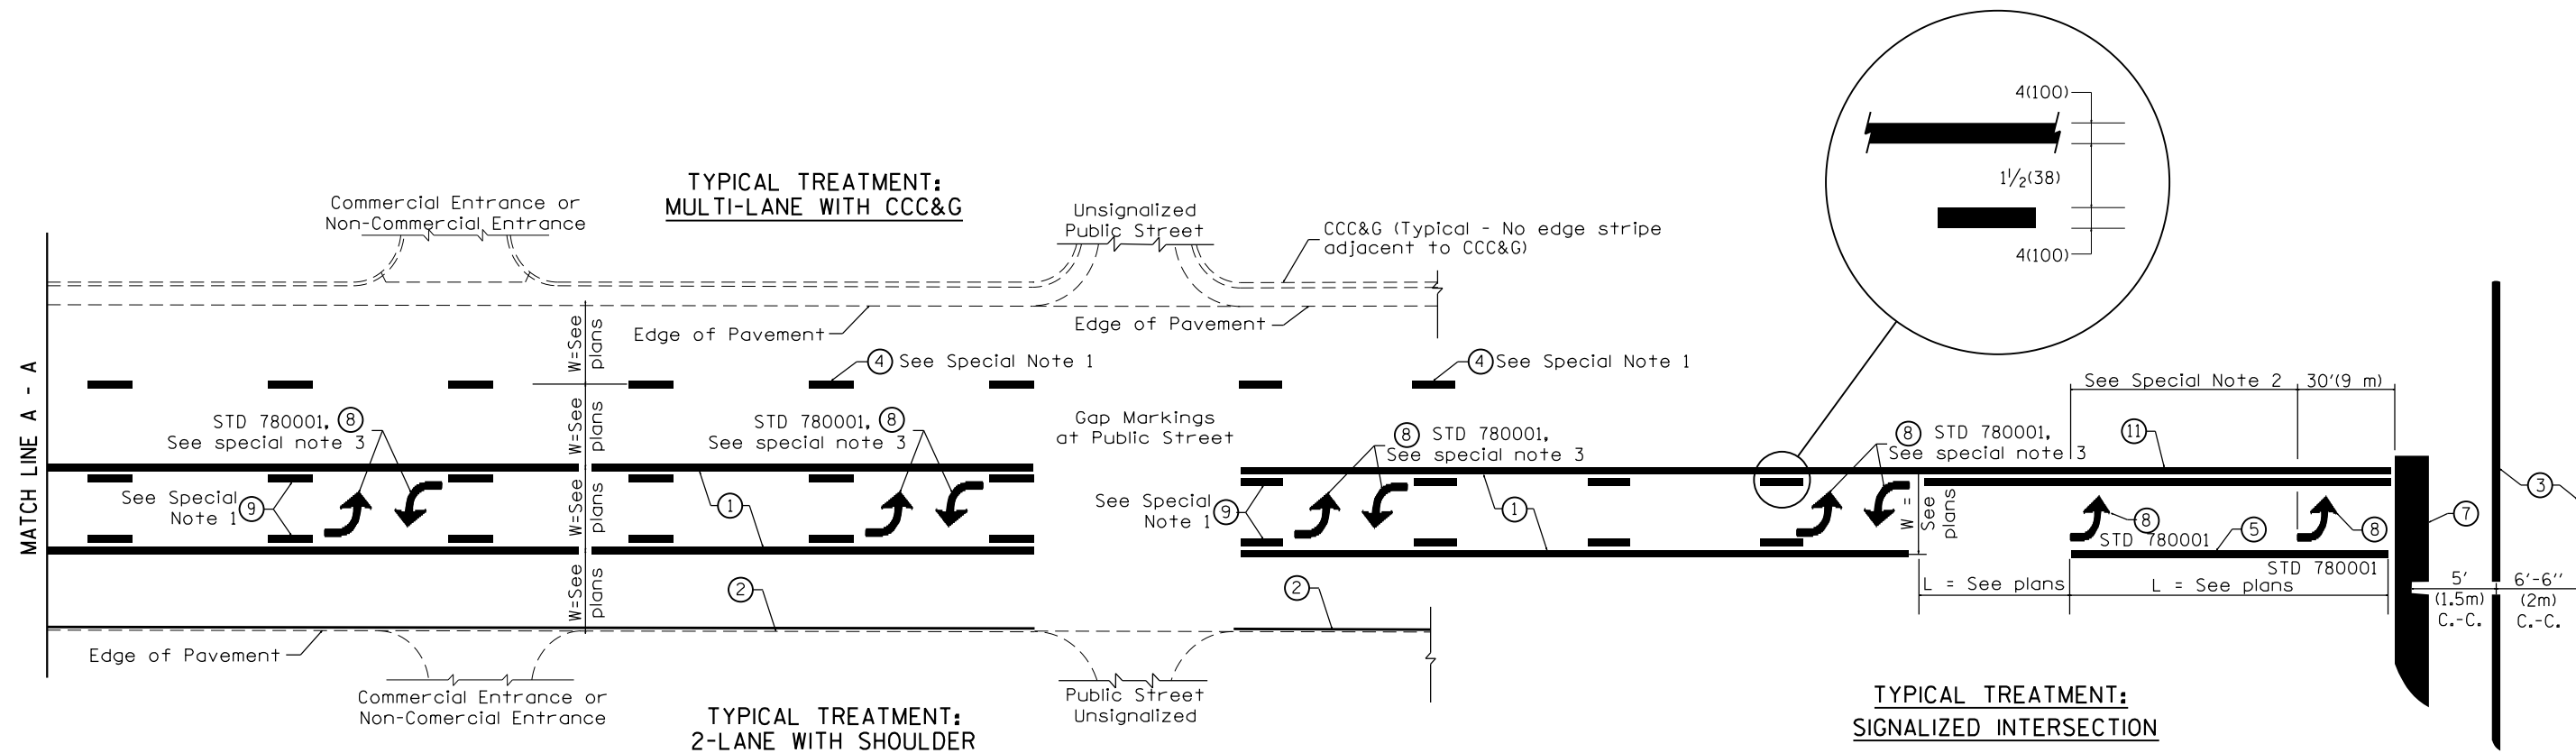 TYPICAL TREATMENT:
MULTI-LANE WITH CCC&G
Commercial Entrance or
Non-Commercial Entrance
Unsignalized
Public Street
CCC&G (Typical - No edge stripe
adjacent to CCC&G)
4(100)
1 1/2(38)
4(100)
MATCH LINE A - A
W=See
plans
Edge of Pavement
Edge of Pavement
4 See Special Note 1
4 See Special Note 1
W=See
plans
STD 780001, 8
See special note 3
STD 780001, 8
See special note 3
Gap Markings
at Public Street
8 STD 780001,
See special note 3
8 STD 780001,
See special note 3
See Special Note 2
30'(9 m)
11
See Special
Note 1
9
W=See
plans
1
See Special
Note 1
9
1
W =
See
plans
8
STD 780001
5
8
STD 780001
7
3
W=See
plans
2
2
L = See plans
L = See plans
5'
(1.5m)
C.-C.
6'-6''
(2m)
C.-C.
Edge of Pavement
Commercial Entrance or
Non-Comercial Entrance
Public Street
Unsignalized
TYPICAL TREATMENT:
2-LANE WITH SHOULDER
TYPICAL TREATMENT:
SIGNALIZED INTERSECTION